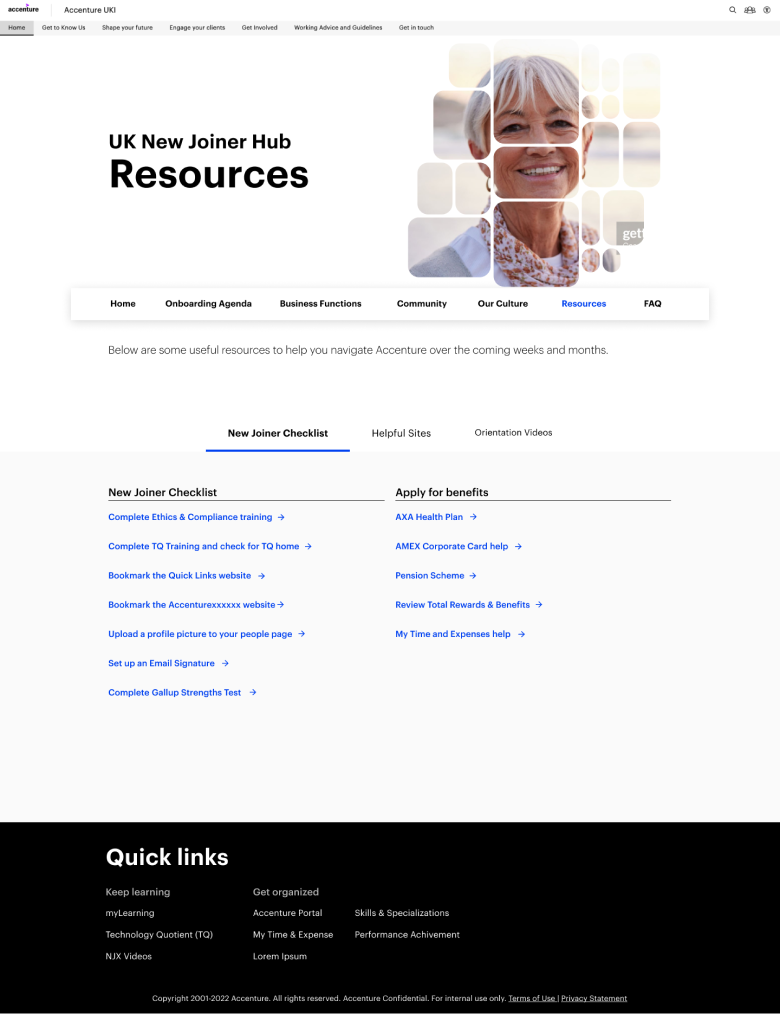 accenture
Accenture UKI
Home Get to Know Us Shape your future Engage your clients Get Involved Working Advice and Guidelines Get in touch
UK New Joiner Hub
Resources
gett
Home Onboarding Agenda Business Functions Community Our Culture Resources FAQ
Below are some useful resources to help you navigate Accenture over the coming weeks and months.
New Joiner Checklist Helpful Sites Orientation Videos
New Joiner Checklist
Complete Ethics & Compliance training →
Complete TQ Training and check for TQ home →
Bookmark the Quick Links website →
Bookmark the Accenturexxxxxx website →
Upload a profile picture to your people page →
Set up an Email Signature →
Complete Gallup Strengths Test →
Apply for benefits
AXA Health Plan →
AMEX Corporate Card help →
Pension Scheme →
Review Total Rewards & Benefits →
My Time and Expenses help →
Quick links
Keep learning
myLearning
Technology Quotient (TQ)
NJX Videos
Get organized
Accenture Portal
My Time & Expense
Lorem Ipsum
Skills & Specializations
Performance Achivement
Copyright 2001-2022 Accenture. All rights reserved. Accenture Confidential. For internal use only. Terms of Use | Privacy Statement